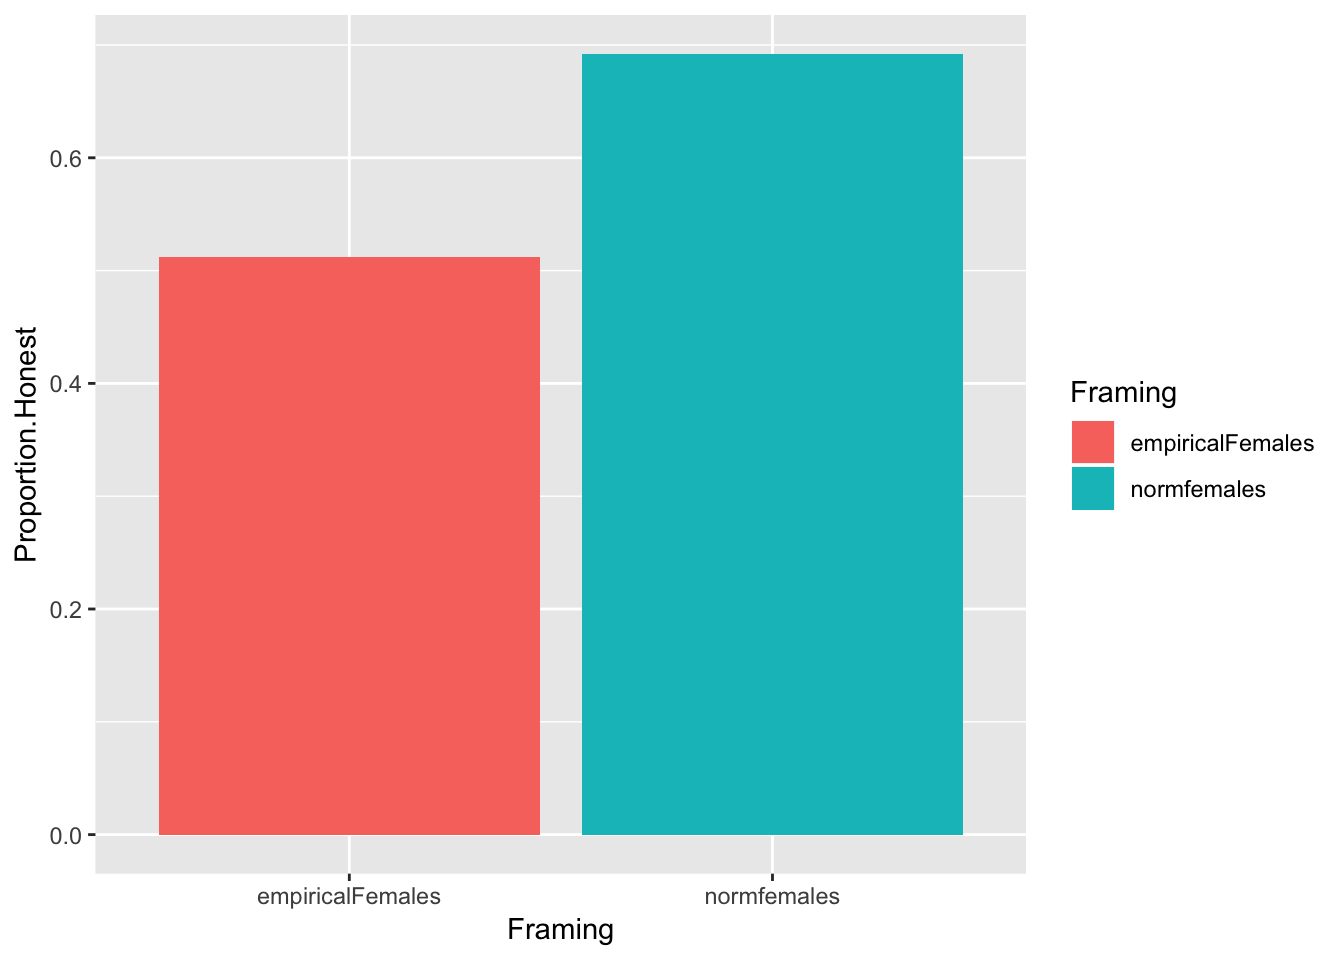 Proportion.Honest
0.6
0.4
0.2
0.0
empiricalFemales
normfemales
Framing
Framing
empiricalFemales
normfemales